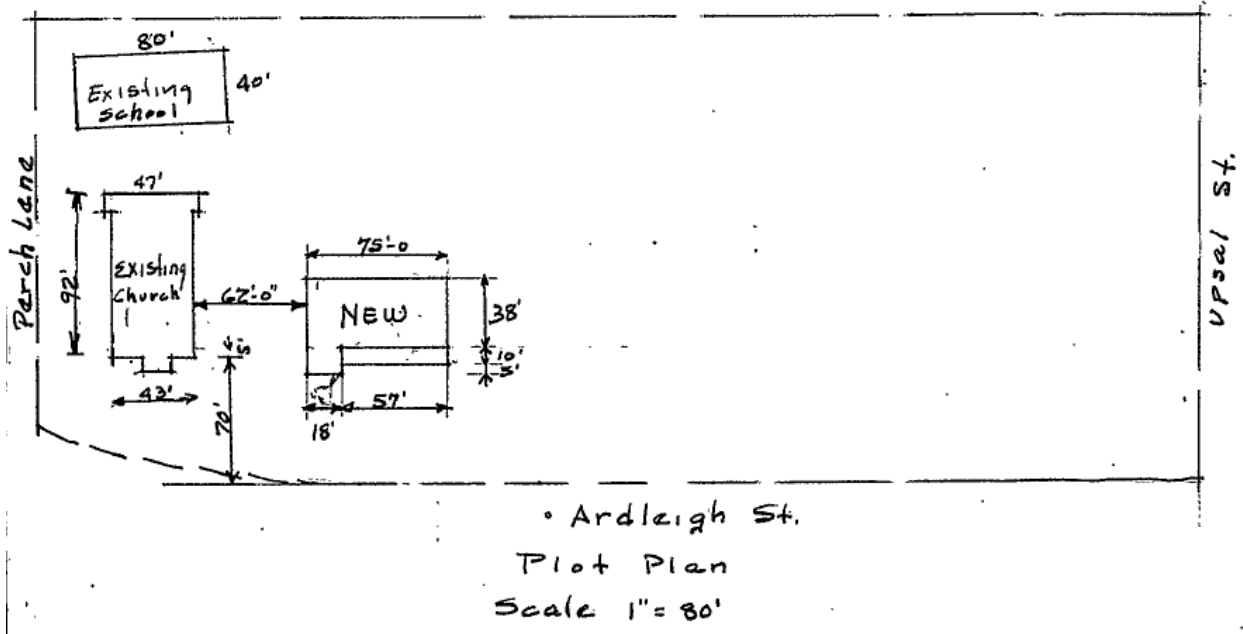 80'
Existing
School
40'
Perch Lane
47'
92'
Existing
Church
62'-0"
75'-0
NEW
38'
10'
5'
43'
70'
18'
57'
Upsal St.
Ardleigh St.
Plot Plan
Scale 1"= 80'